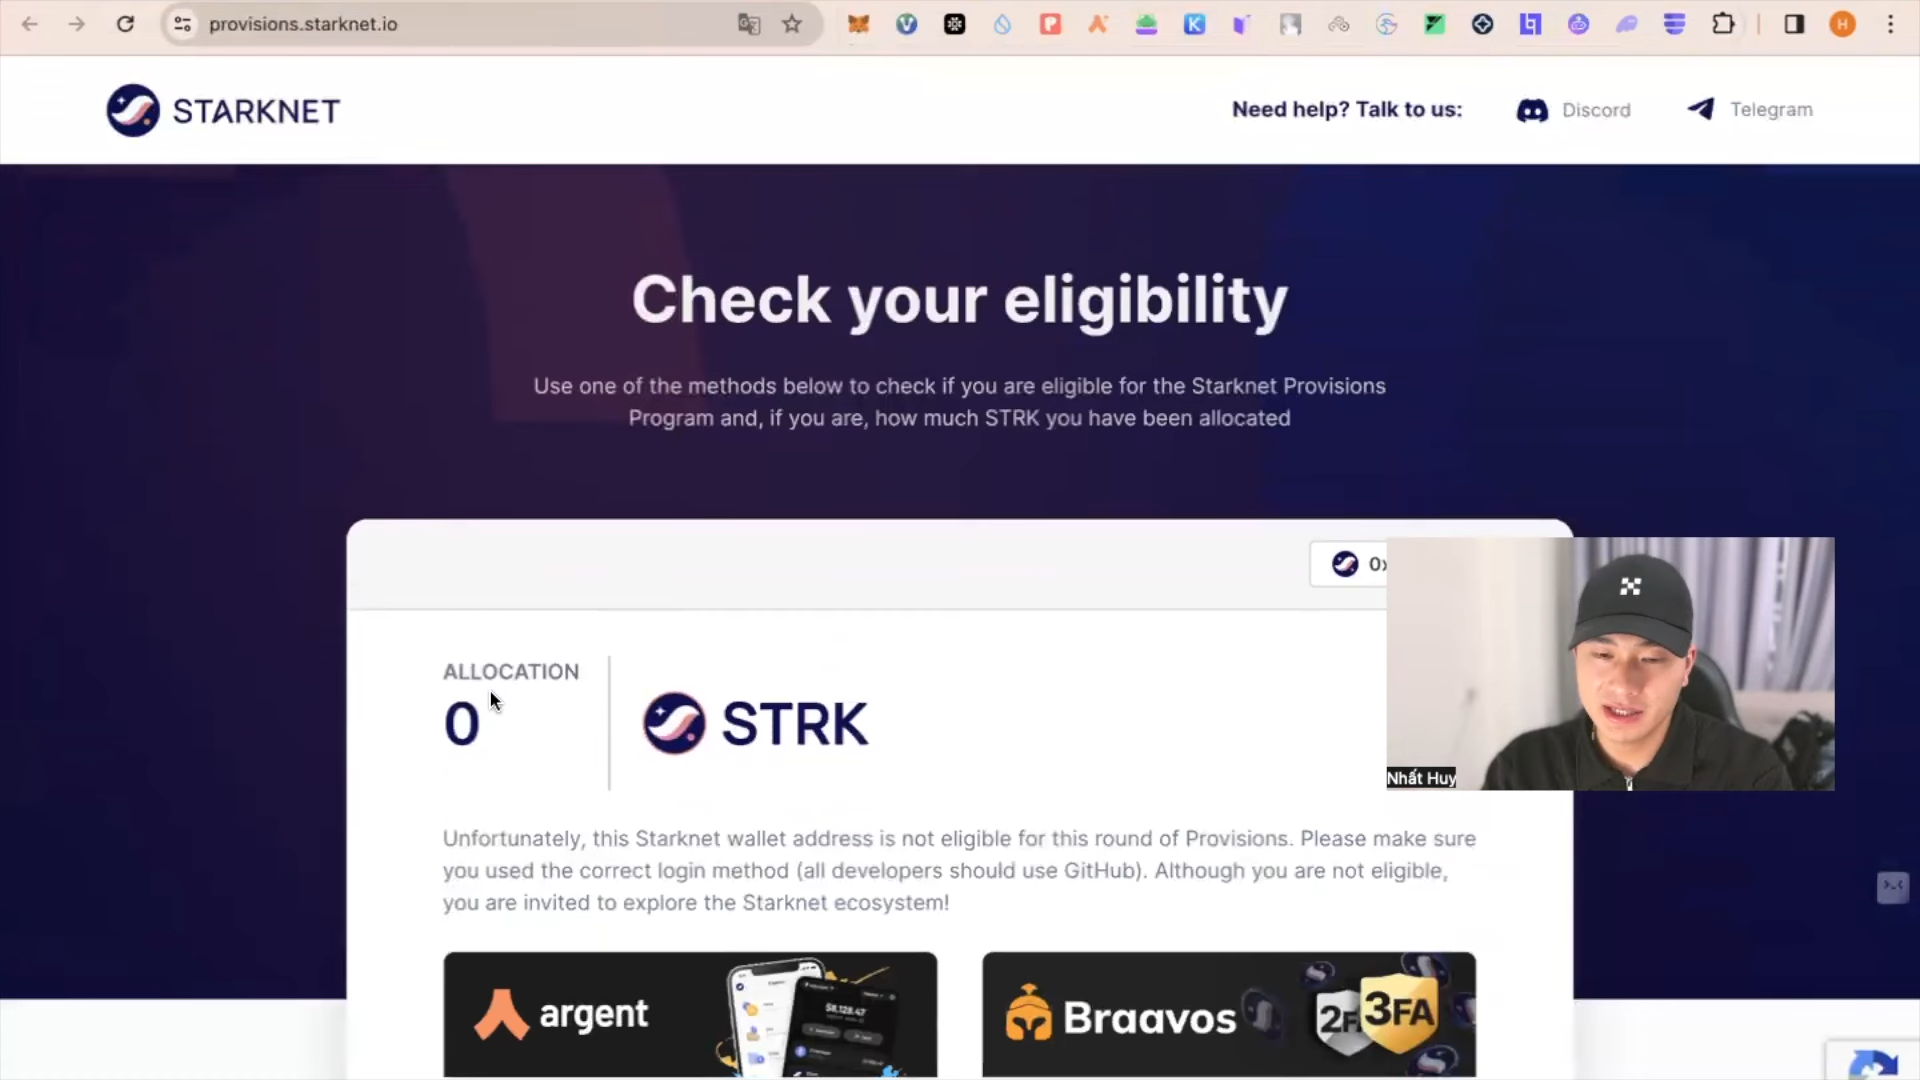 provisions.starknet.io
H
STARKNET
Need help? Talk to us:
Discord
Telegram
Check your eligibility
Use one of the methods below to check if you are eligible for the Starknet Provisions
Program and, if you are, how much STRK you have been allocated
0x
ALLOCATION
0
STRK
Nhất Huy
Unfortunately, this Starknet wallet address is not eligible for this round of Provisions. Please make sure
you used the correct login method (all developers should use GitHub). Although you are not eligible,
you are invited to explore the Starknet ecosystem!
argent
Braavos
2F
3FA